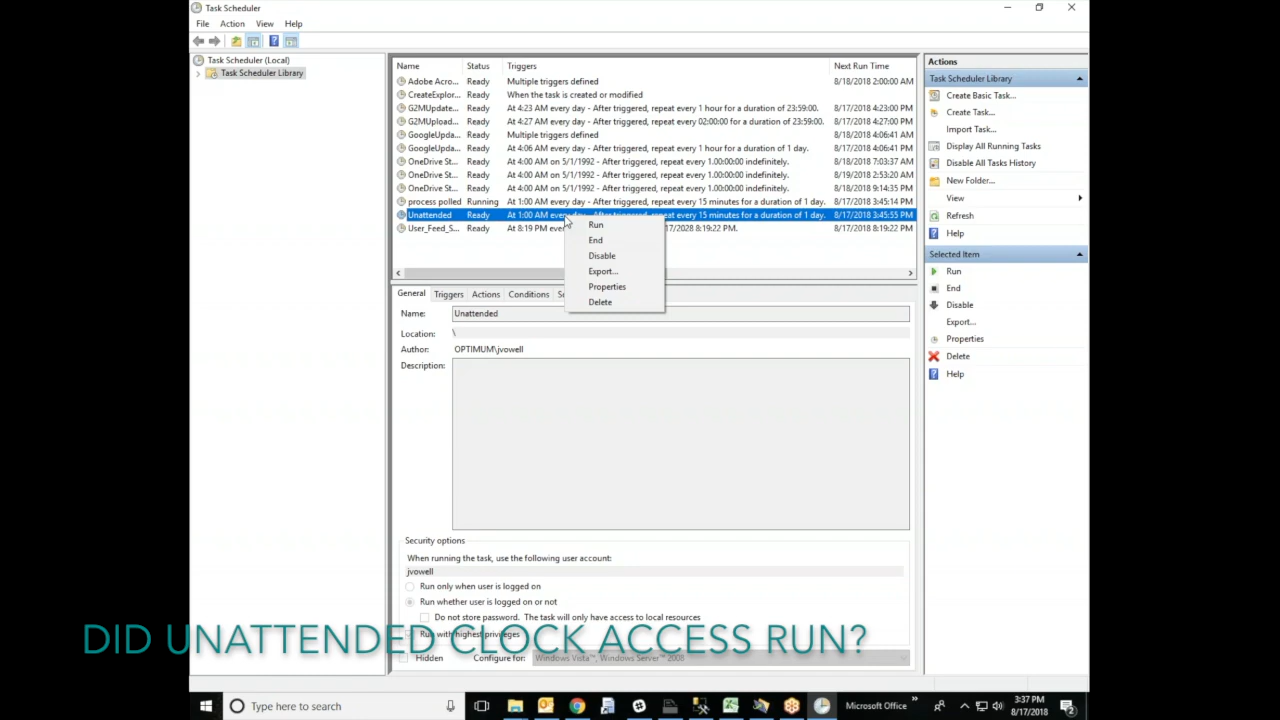 Task Scheduler
File Action View Help
Task Scheduler (Local)
Task Scheduler Library
Name Status Triggers Next Run Time
Adobe Acro... Ready Multiple triggers defined 8/18/2018 2:00:00 AM
CreateExplor... Ready When the task is created or modified
G2MUpdate... Ready At 4:23 AM every day - After triggered, repeat every 1 hour for a duration of 23:59:00. 8/17/2018 4:23:00 PM
G2MUpload... Ready At 4:27 AM every day - After triggered, repeat every 02:00:00 for a duration of 23:59:00. 8/17/2018 4:27:00 PM
GoogleUpda... Ready Multiple triggers defined 8/18/2018 4:06:41 AM
GoogleUpda... Ready At 4:06 AM every day - After triggered, repeat every 1 hour for a duration of 1 day. 8/17/2018 4:06:41 PM
OneDrive St... Ready At 4:00 AM on 5/1/1992 - After triggered, repeat every 1.00:00:00 indefinitely. 8/18/2018 7:03:37 AM
OneDrive St... Ready At 4:00 AM on 5/1/1992 - After triggered, repeat every 1.00:00:00 indefinitely. 8/19/2018 2:53:20 AM
OneDrive St... Ready At 4:00 AM on 5/1/1992 - After triggered, repeat every 1.00:00:00 indefinitely. 8/18/2018 9:14:35 PM
process polled Running At 1:00 AM every day - After triggered, repeat every 15 minutes for a duration of 1 day. 8/17/2018 3:45:14 PM
Unattended Ready At 1:00 AM every day - After triggered, repeat every 15 minutes for a duration of 1 day. 8/17/2018 3:45:55 PM
User_Feed_S... Ready At 8:19 PM eve /17/2028 8:19:22 PM. 8/17/2018 8:19:22 PM
Run
End
Disable
Export...
Properties
Delete
General Triggers Actions Conditions
Name: Unattended
Location: \
Author: OPTIMUM\jvowell
Description:
Security options
When running the task, use the following user account:
jvowell
Run only when user is logged on
Run whether user is logged on or not
Do not store password. The task will only have access to local resources
Run with highest privileges
Hidden Configure for: Windows Vista™, Windows Server™ 2008
Actions
Task Scheduler Library
Create Basic Task...
Create Task...
Import Task...
Display All Running Tasks
Disable All Tasks History
New Folder...
View
Refresh
Help
Selected Item
Run
End
Disable
Export...
Properties
Delete
Help
DID UNATTENDED CLOCK ACCESS RUN?
Type here to search
Microsoft Office
3:37 PM
8/17/2018
2